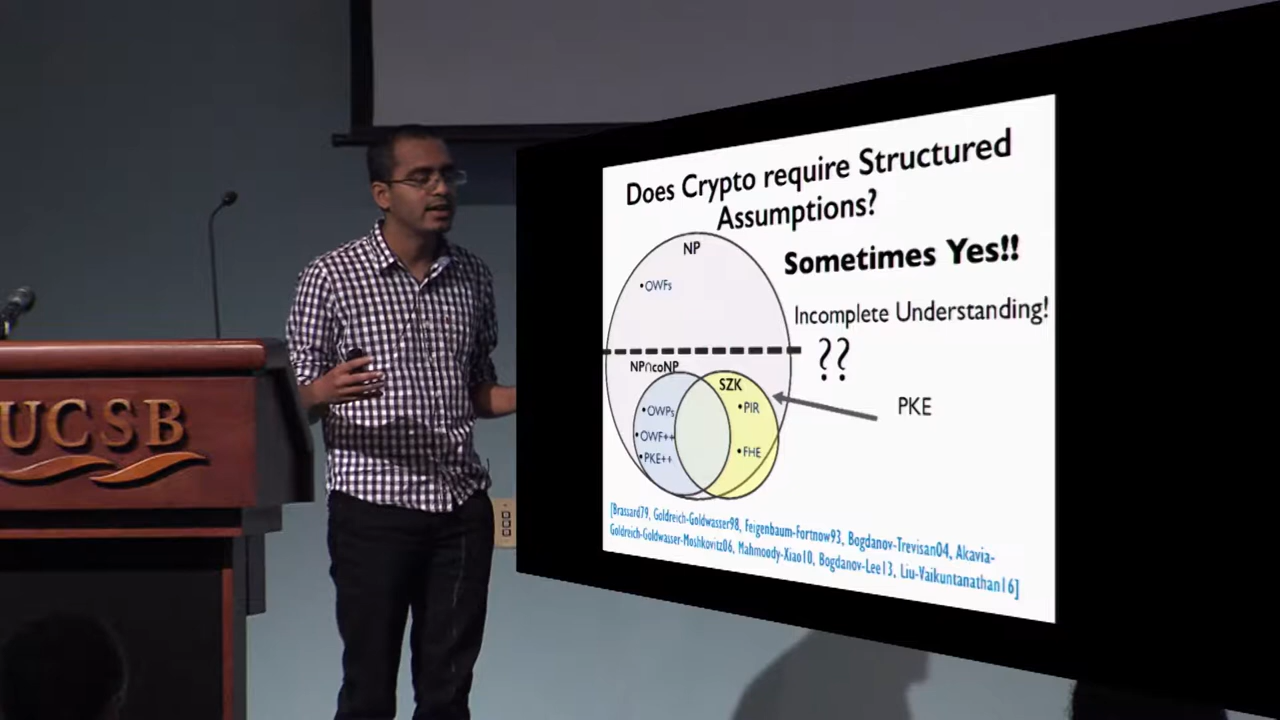 UCSB
Does Crypto require Structured
Assumptions?
Sometimes Yes!!
Incomplete Understanding!
??
PKE
NP
•OWFs
NP∩coNP
SZK
•OWPs
•OWF++
•PKE++
•PIR
•FHE
[Brassard79, Goldreich-Goldwasser98, Feigenbaum-Fortnow93, Bogdanov-Trevisan04, Akavia-
Goldreich-Goldwasser-Moshkovitz06, Mahmoody-Xiao10, Bogdanov-Lee13, Liu-Vaikuntanathan16]